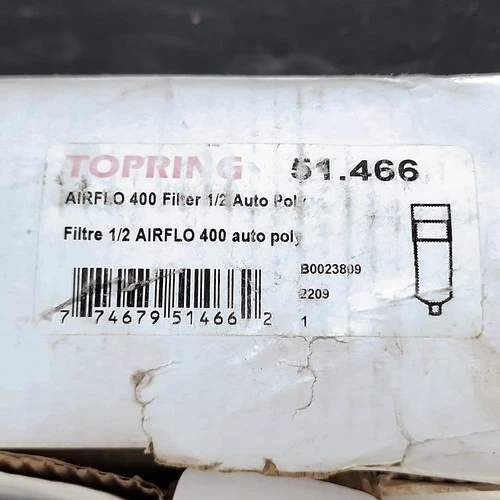 TOPRING 51.466
AIRFLO 400 Filter 1/2 Auto Poly
Filtre 1/2 AIRFLO 400 auto poly
B0023809
2209
1
7 74679 51466 2